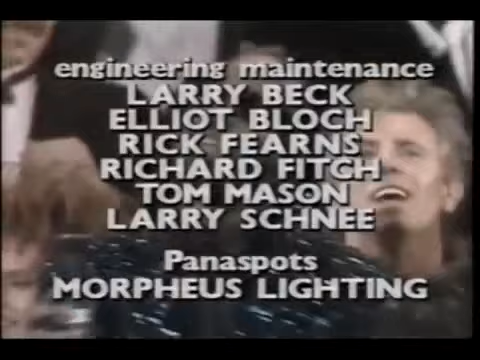 engineering maintenance
LARRY BECK
ELLIOT BLOCH
RICK FEARNS
RICHARD FITCH
TOM MASON
LARRY SCHNEE
Panaspots
MORPHEUS LIGHTING